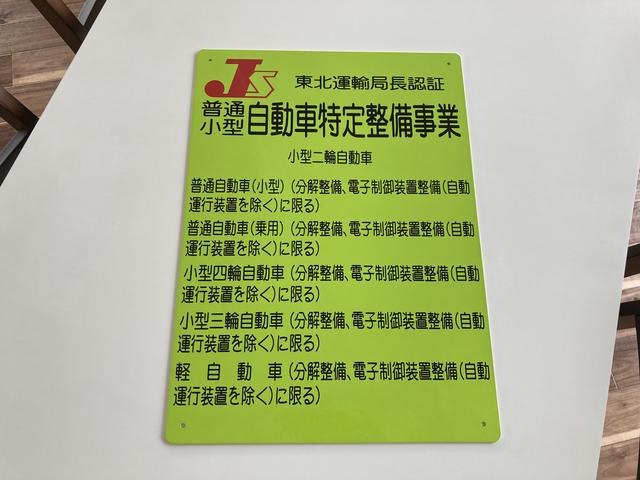 JS 東北運輸局長認証
普通
小型 自動車特定整備事業
小型二輪自動車
普通自動車(小型)(分解整備、電子制御装置整備(自動
運行装置を除く)に限る)
普通自動車(乗用)(分解整備、電子制御装置整備(自動
運行装置を除く)に限る)
小型四輪自動車(分解整備、電子制御装置整備(自動
運行装置を除く)に限る)
小型三輪自動車(分解整備、電子制御装置整備(自動
運行装置を除く)に限る)
軽自動車(分解整備、電子制御装置整備(自動
運行装置を除く)に限る)